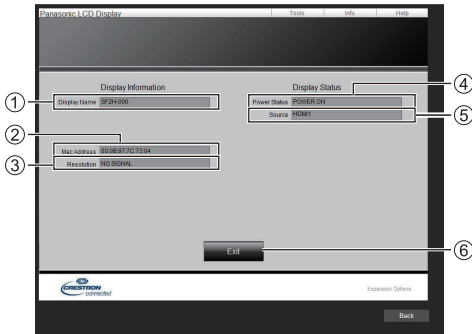 Panasonic LCD Display Tools Info Help
Display Information Display Status ④
① Display Name SF2H-000 Power Status POWER ON
Source HDMI1 ⑤
②
Mac Address 00:0B:97:7C:73:04
③ Resolution NO SIGNAL
Exit ⑥
CRESTRON connected Expansion Options
Back